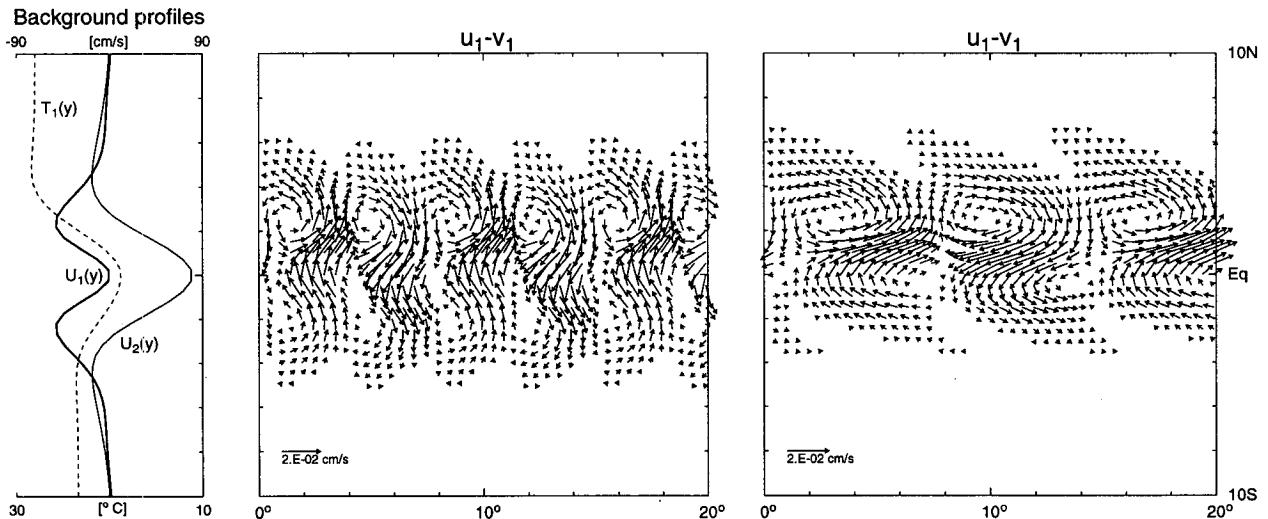 Background profiles
-90 [cm/s] 90
T₁(y)
U₁(y)
U₂(y)
30 [° C] 10
u₁-v₁
2.E-02 cm/s
0° 10° 20°
u₁-v₁
10N
Eq
10S
2.E-02 cm/s
0° 10° 20°